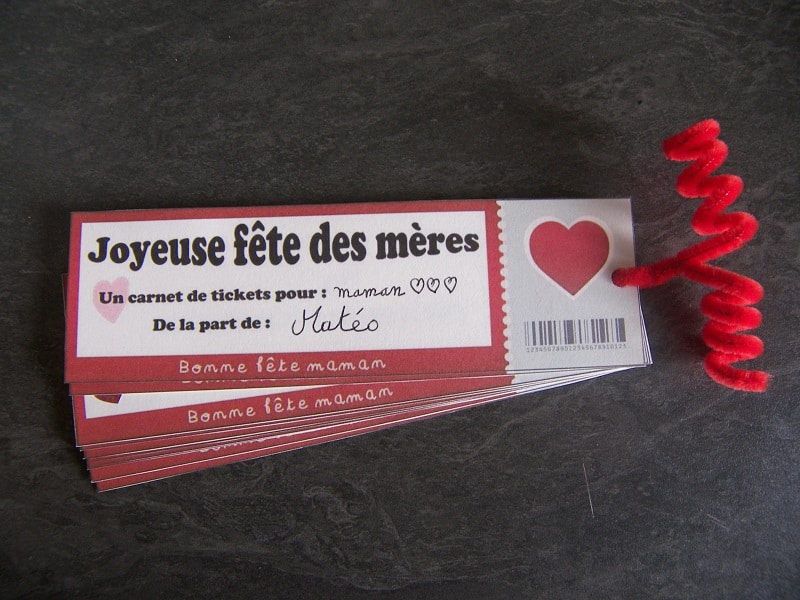 Joyeuse fête des mères
Un carnet de tickets pour : maman ♡♡♡
De la part de : Matéo
Bonne fête maman
Bonne fête maman